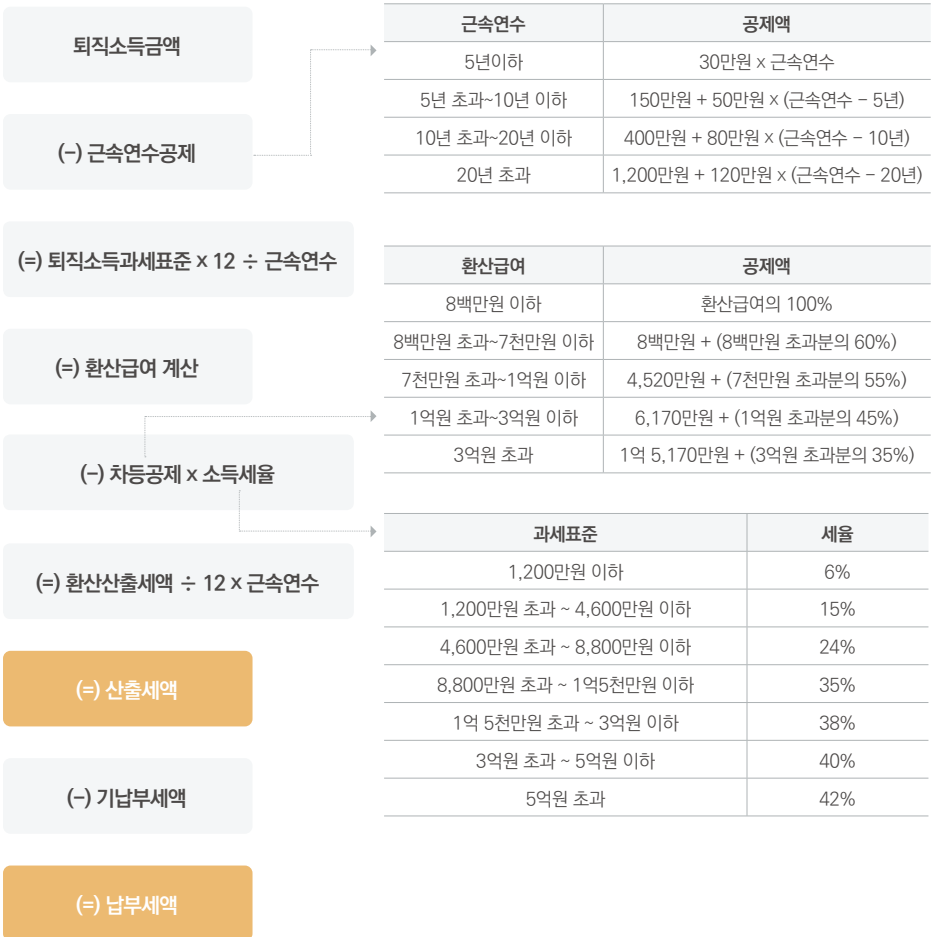 퇴직소득금액
(-) 근속연수공제
(=) 퇴직소득과세표준 x 12 ÷ 근속연수
(=) 환산급여 계산
(-) 차등공제 x 소득세율
(=) 환산산출세액 ÷ 12 x 근속연수
(=) 산출세액
(-) 기납부세액
(=) 납부세액
근속연수 공제액
5년이하 30만원 x 근속연수
5년 초과~10년 이하 150만원 + 50만원 x (근속연수 - 5년)
10년 초과~20년 이하 400만원 + 80만원 x (근속연수 - 10년)
20년 초과 1,200만원 + 120만원 x (근속연수 - 20년)
환산급여 공제액
8백만원 이하 환산급여의 100%
8백만원 초과~7천만원 이하 8백만원 + (8백만원 초과분의 60%)
7천만원 초과~1억원 이하 4,520만원 + (7천만원 초과분의 55%)
1억원 초과~3억원 이하 6,170만원 + (1억원 초과분의 45%)
3억원 초과 1억 5,170만원 + (3억원 초과분의 35%)
과세표준 세율
1,200만원 이하 6%
1,200만원 초과 ~ 4,600만원 이하 15%
4,600만원 초과 ~ 8,800만원 이하 24%
8,800만원 초과 ~ 1억5천만원 이하 35%
1억 5천만원 초과 ~ 3억원 이하 38%
3억원 초과 ~ 5억원 이하 40%
5억원 초과 42%